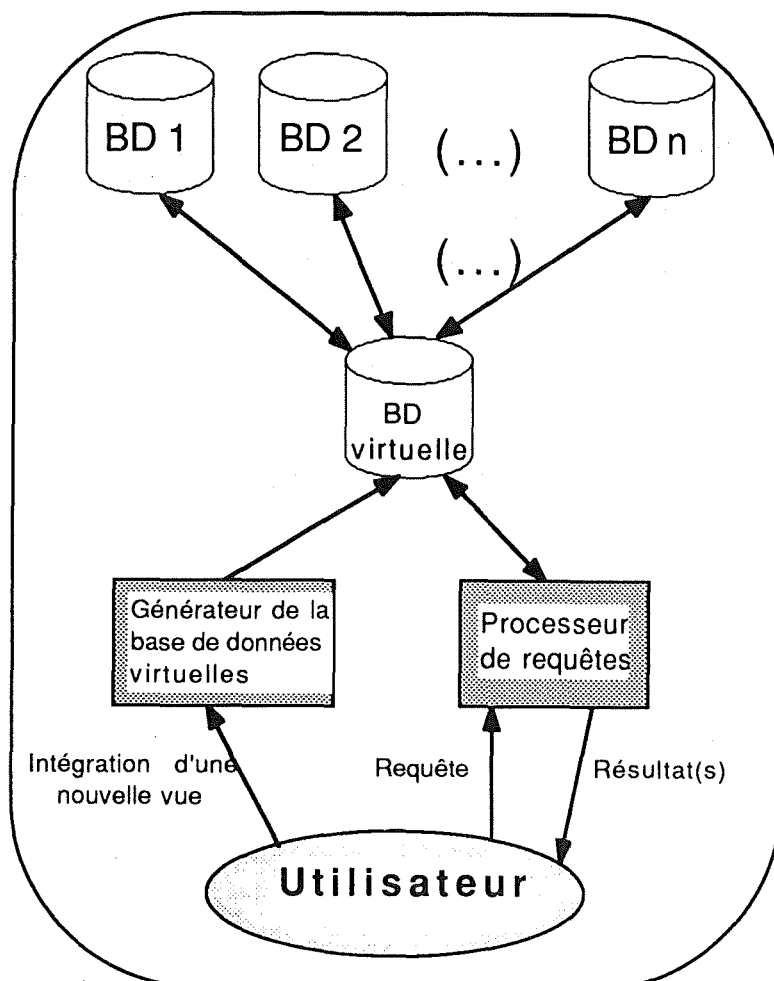 BD 1
BD 2
(...)
BD n
(...)
BD
virtuelle
Générateur de la
base de données
virtuelles
Processeur
de requêtes
Intégration d'une
nouvelle vue
Requête
Résultat(s)
Utilisateur